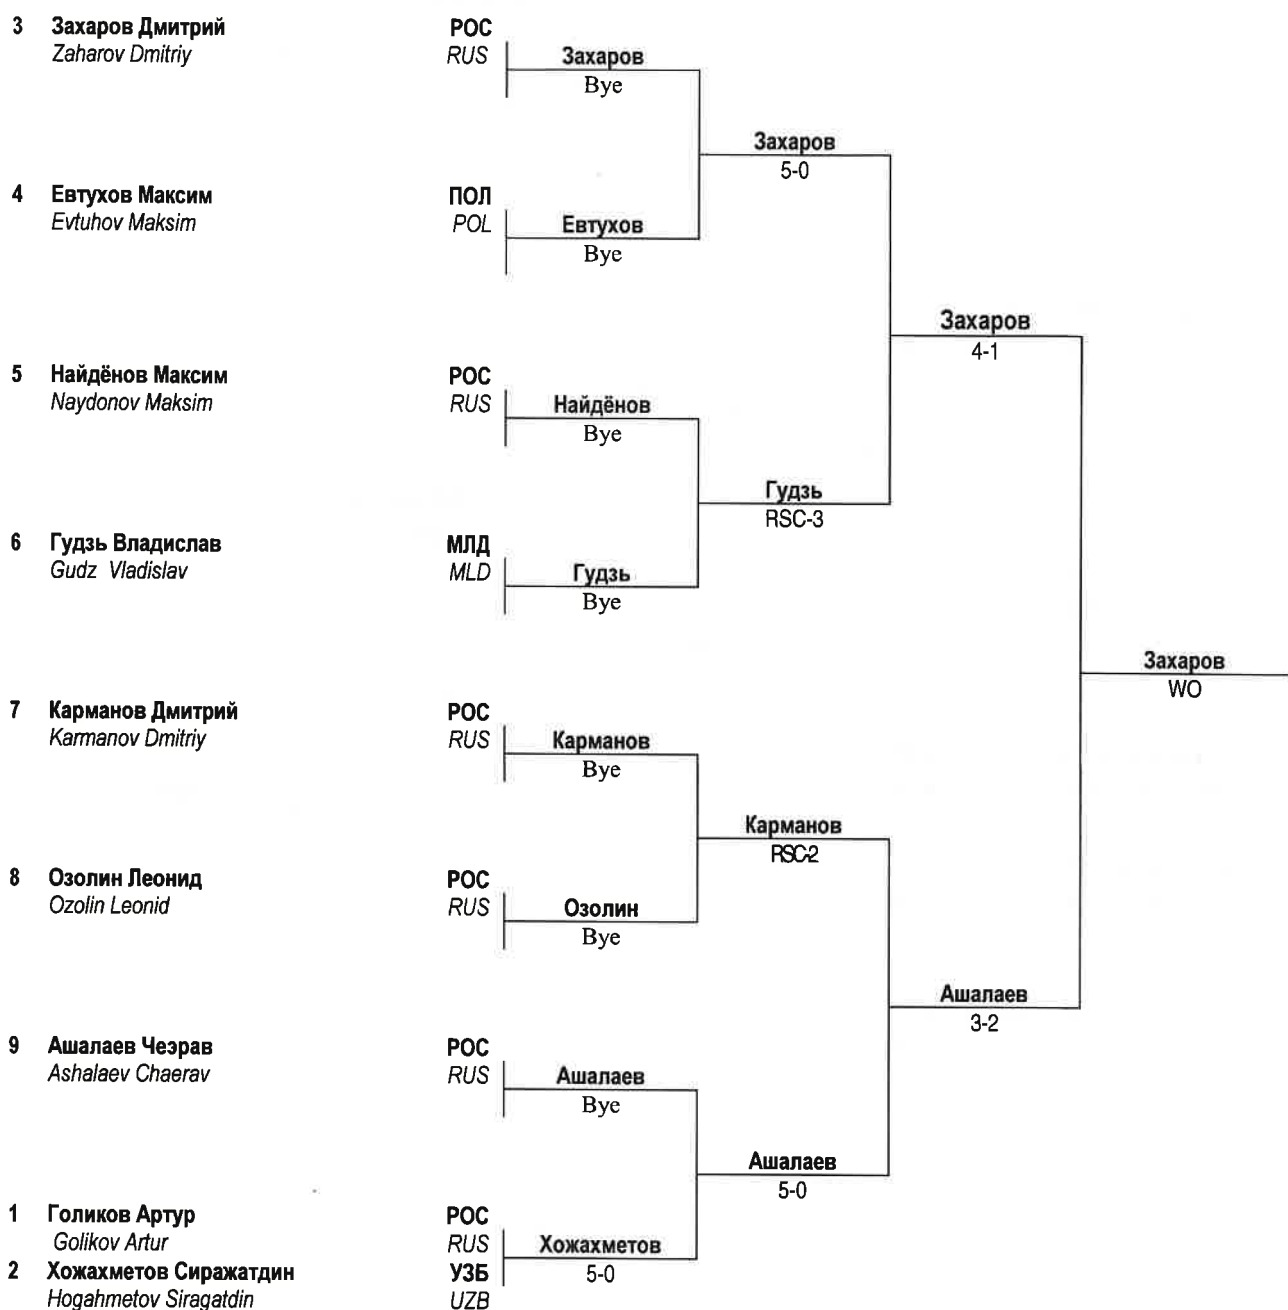 3 Захаров Дмитрий РОС
Zaharov Dmitriy RUS
Захаров
Bye
Захаров
5-0
4 Евтухов Максим ПОЛ
Evtuhov Maksim POL
Евтухов
Bye
Захаров
4-1
5 Найдёнов Максим РОС
Naydonov Maksim RUS
Найдёнов
Bye
Гудзь
RSC-3
6 Гудзь Владислав МЛД
Gudz Vladislav MLD
Гудзь
Bye
Захаров
WO
7 Карманов Дмитрий РОС
Karmanov Dmitriy RUS
Карманов
Bye
Карманов
RSC-2
8 Озолин Леонид РОС
Ozolin Leonid RUS
Озолин
Bye
Ашалаев
3-2
9 Ашалаев Чеэрав РОС
Ashalaev Chaerav RUS
Ашалаев
Bye
Ашалаев
5-0
1 Голиков Артур РОС
Golikov Artur RUS
Хожахметов
2 Хожахметов Сиражатдин УЗБ
5-0
Hogahmetov Siragatdin UZB